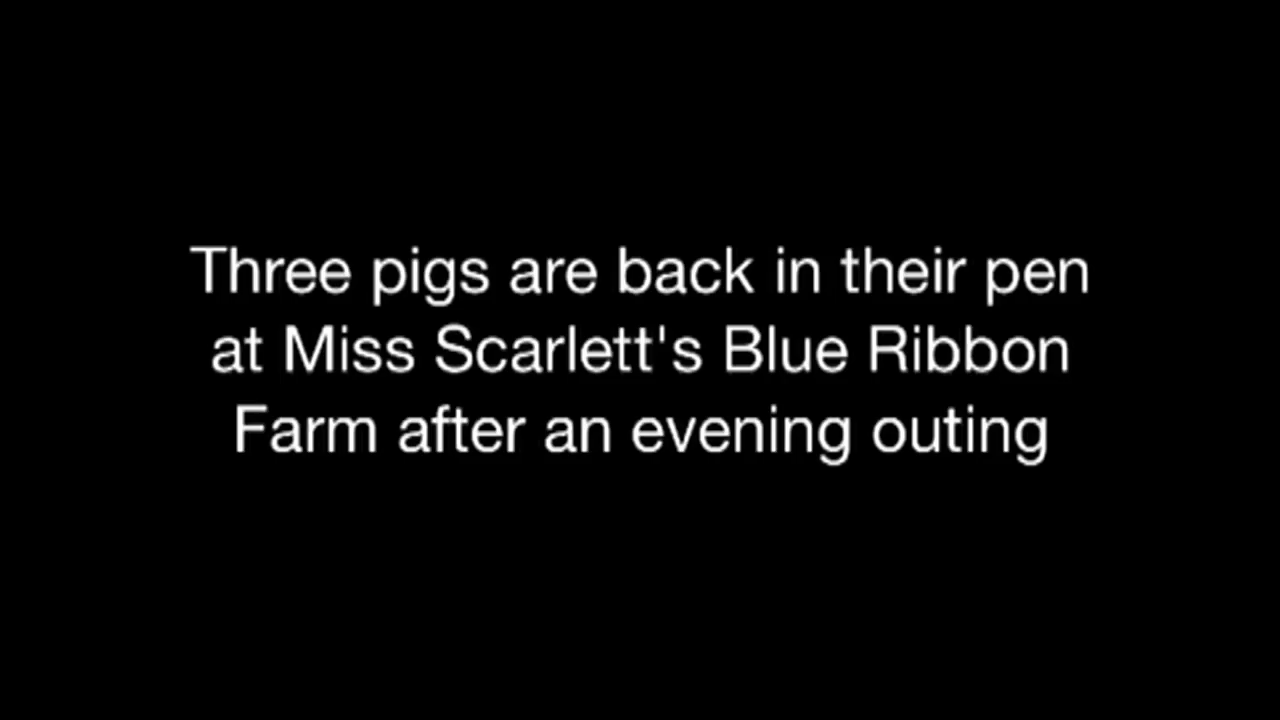 Three pigs are back in their pen
at Miss Scarlett's Blue Ribbon
Farm after an evening outing